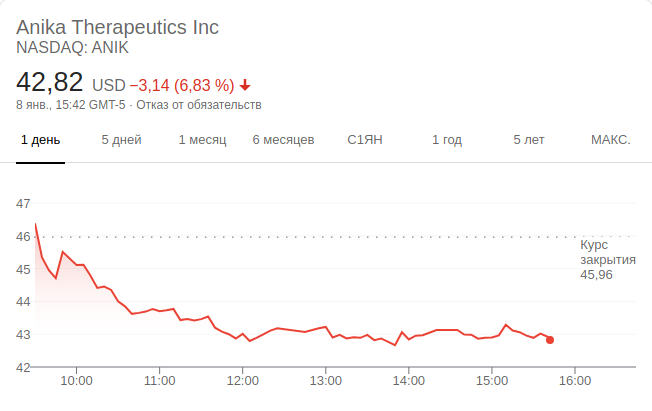 Anika Therapeutics Inc
NASDAQ: ANIK
42,82 USD −3,14 (6,83 %)
8 янв., 15:42 GMT-5 · Отказ от обязательств
1 день 5 дней 1 месяц 6 месяцев С1ЯН 1 год 5 лет МАКС.
47
46
Курс
закрытия
45,96
45
44
43
42
10:00 11:00 12:00 13:00 14:00 15:00 16:00